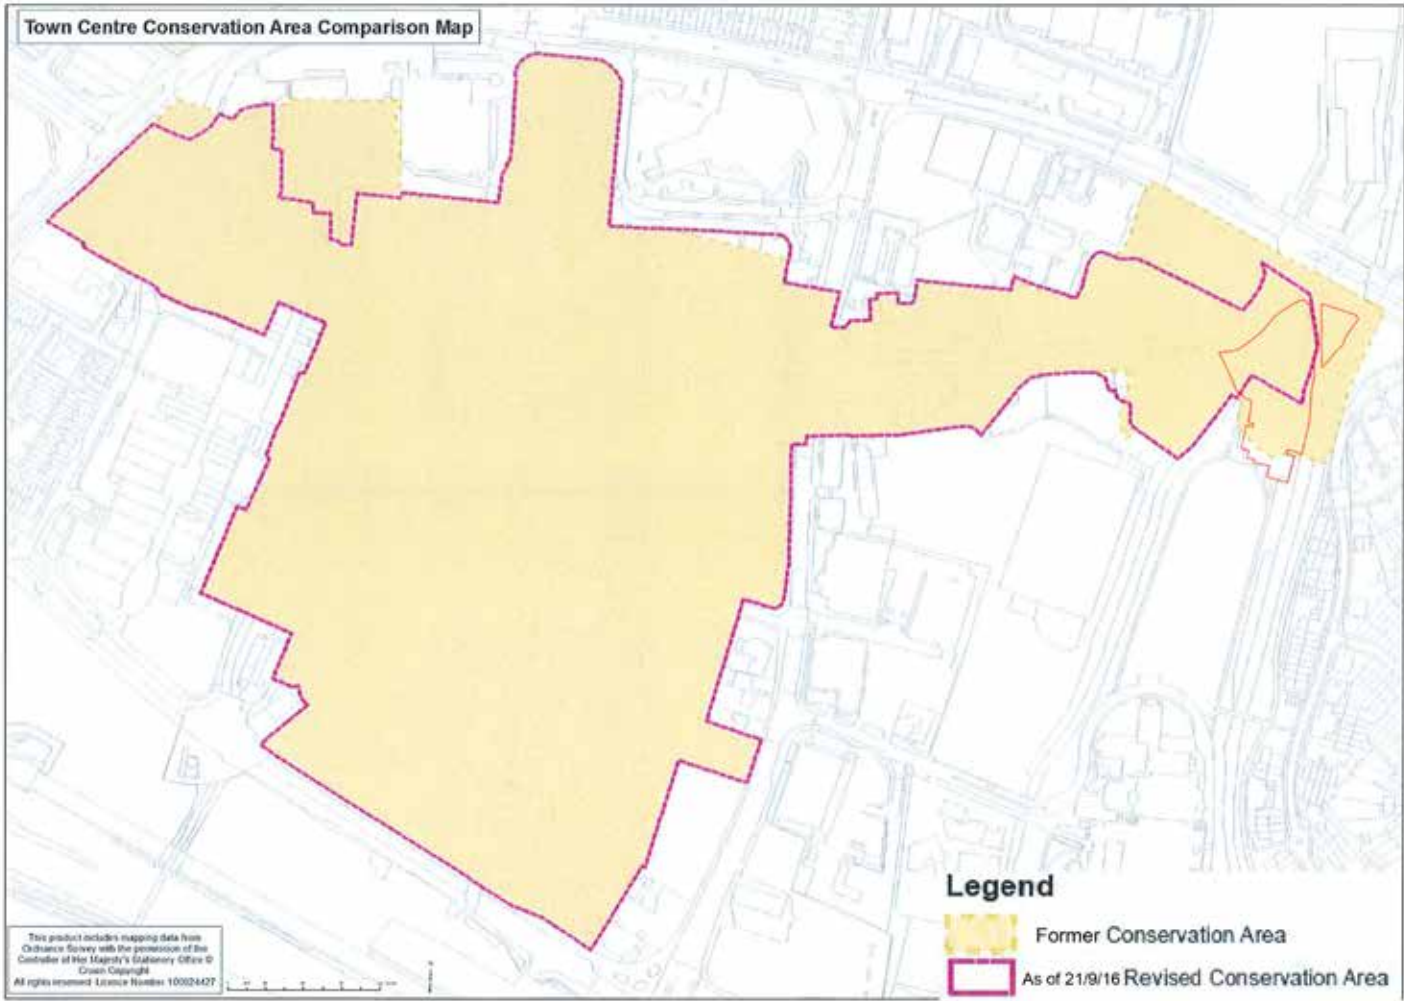 Town Centre Conservation Area Comparison Map
Legend
Former Conservation Area
As of 21/9/16 Revised Conservation Area
This product includes mapping data from
Ordnance Survey with the permission of the
Controller of Her Majesty's Stationery Office ©
Crown Copyright
All rights reserved Licence Number 100024427